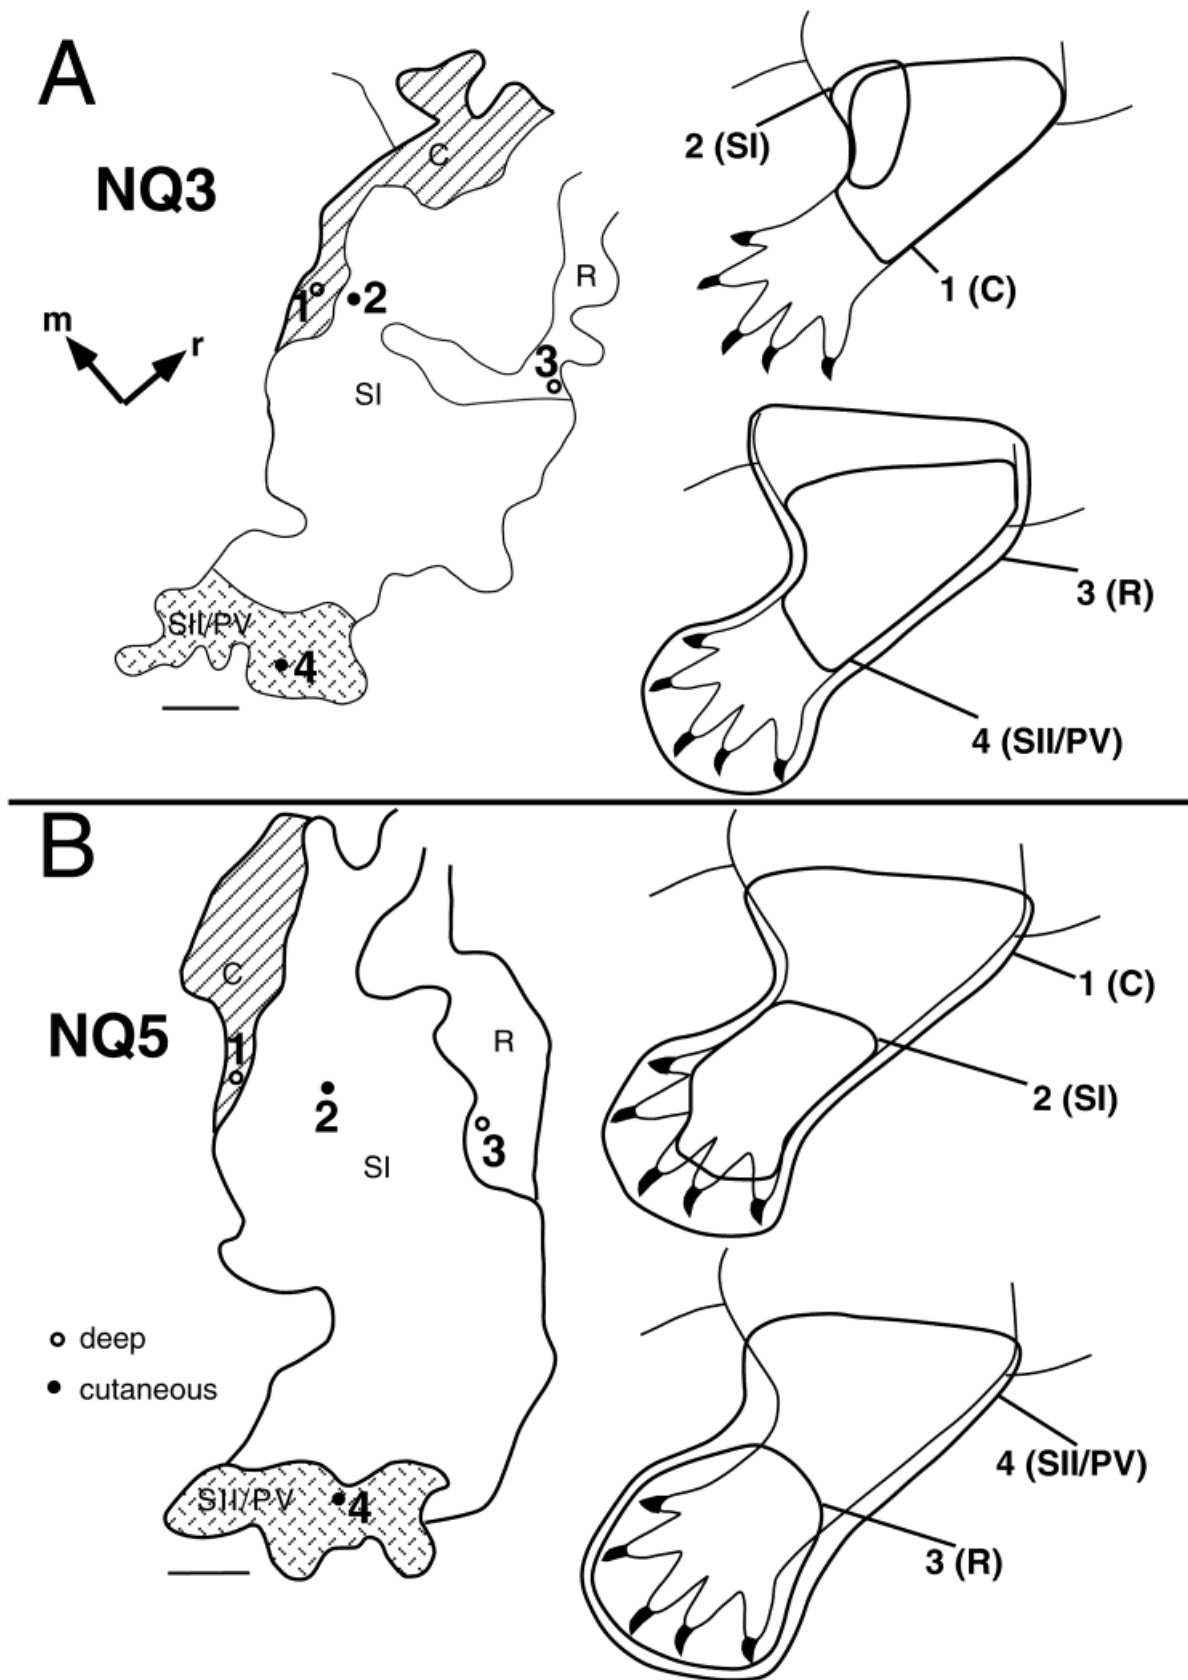 A
NQ3
m
r
C
1
2
R
3
SI
SII/PV
4
2 (SI)
1 (C)
3 (R)
4 (SII/PV)
B
NQ5
C
1
2
R
3
SI
deep
cutaneous
SII/PV
4
1 (C)
2 (SI)
4 (SII/PV)
3 (R)